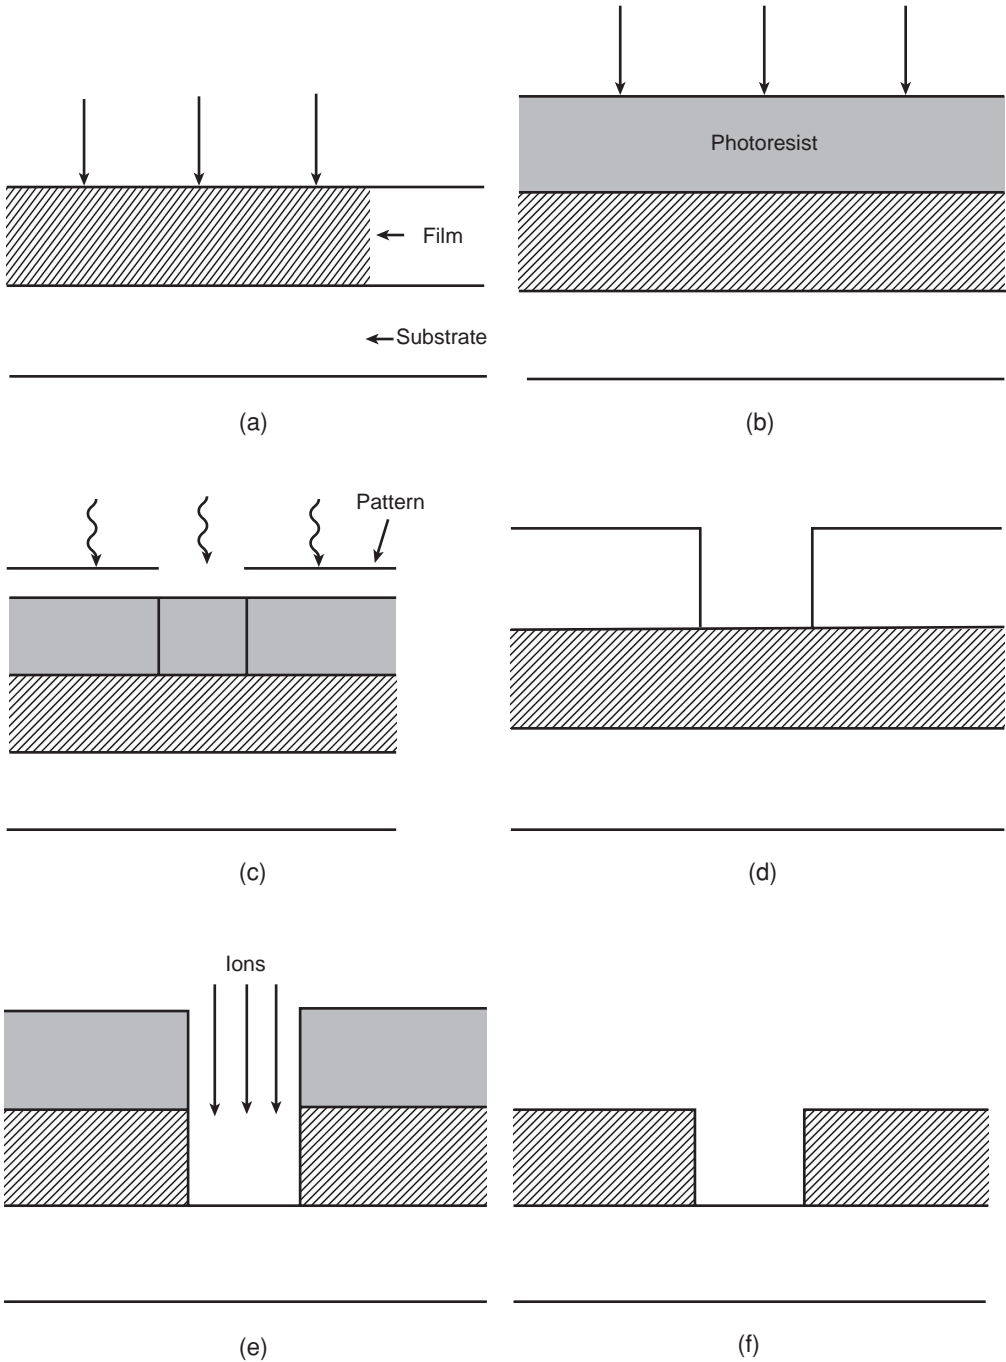 Photoresist
Film
Substrate
(a)
(b)
Pattern
(c)
(d)
Ions
(e)
(f)